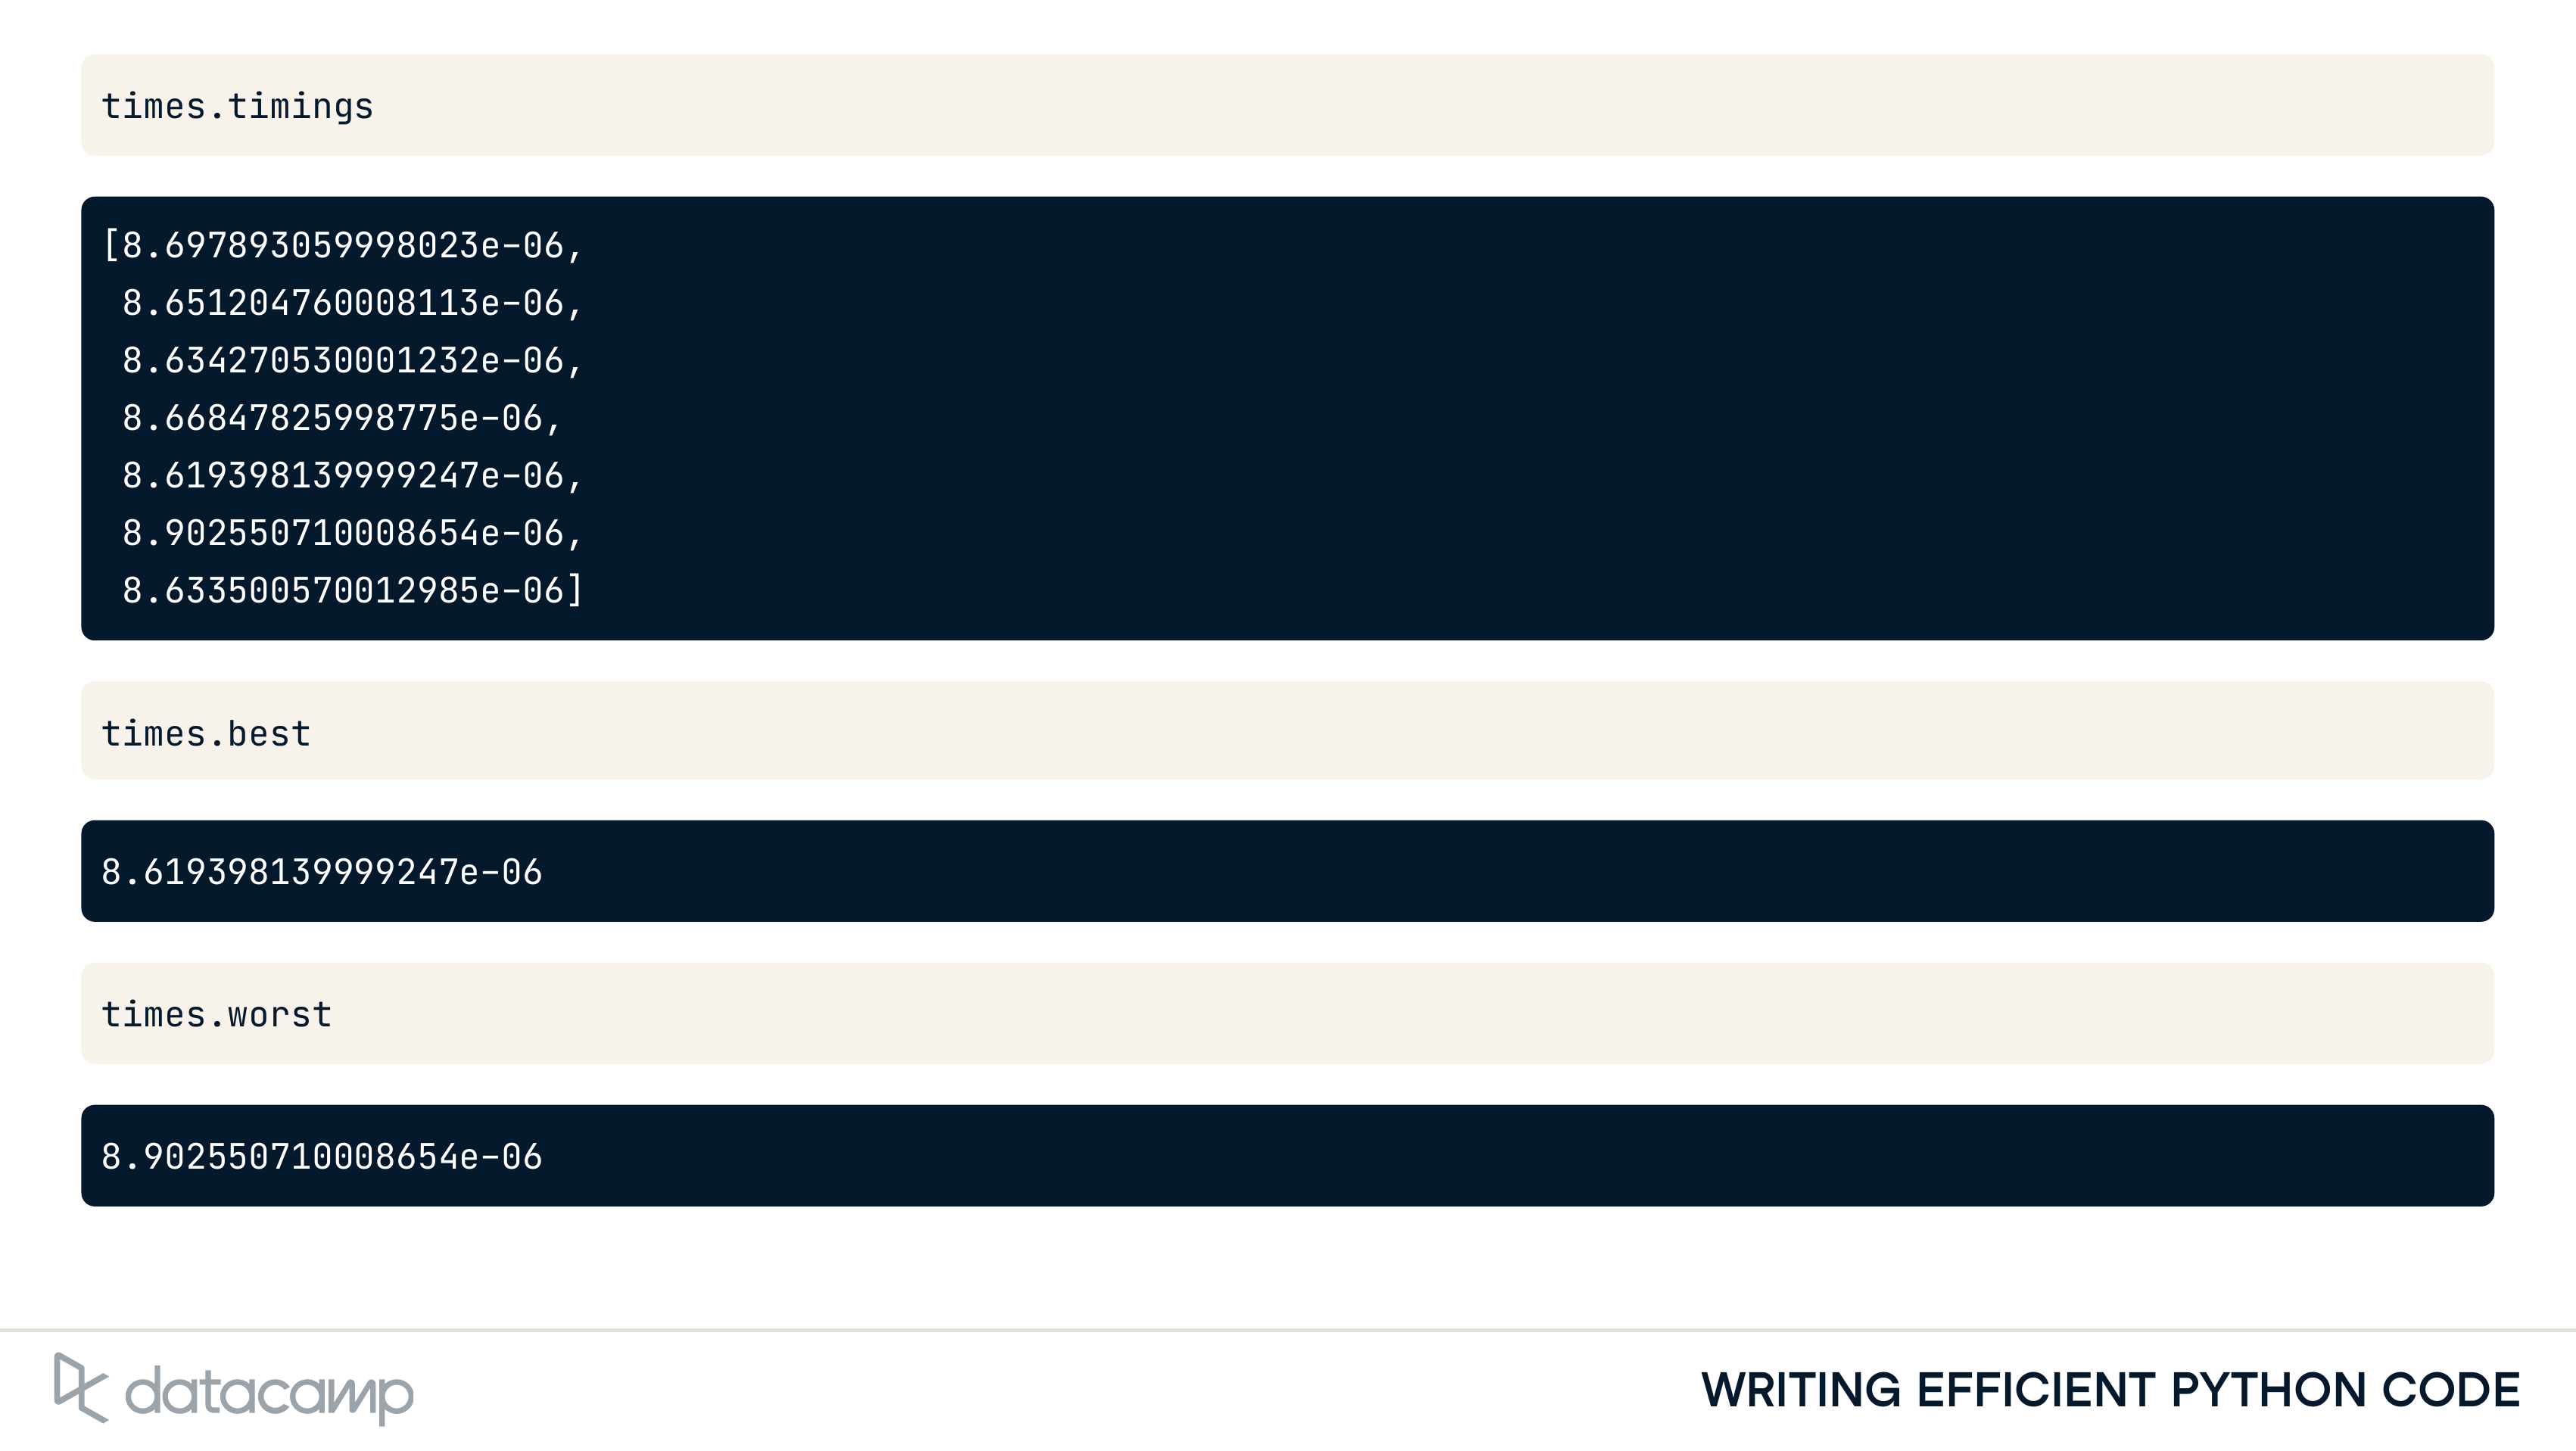 times.timings
[8.697893059998023e-06,
 8.651204760008113e-06,
 8.634270530001232e-06,
 8.66847825998775e-06,
 8.619398139999247e-06,
 8.902550710008654e-06,
 8.633500570012985e-06]
times.best
8.619398139999247e-06
times.worst
8.902550710008654e-06
datacamp
WRITING EFFICIENT PYTHON CODE